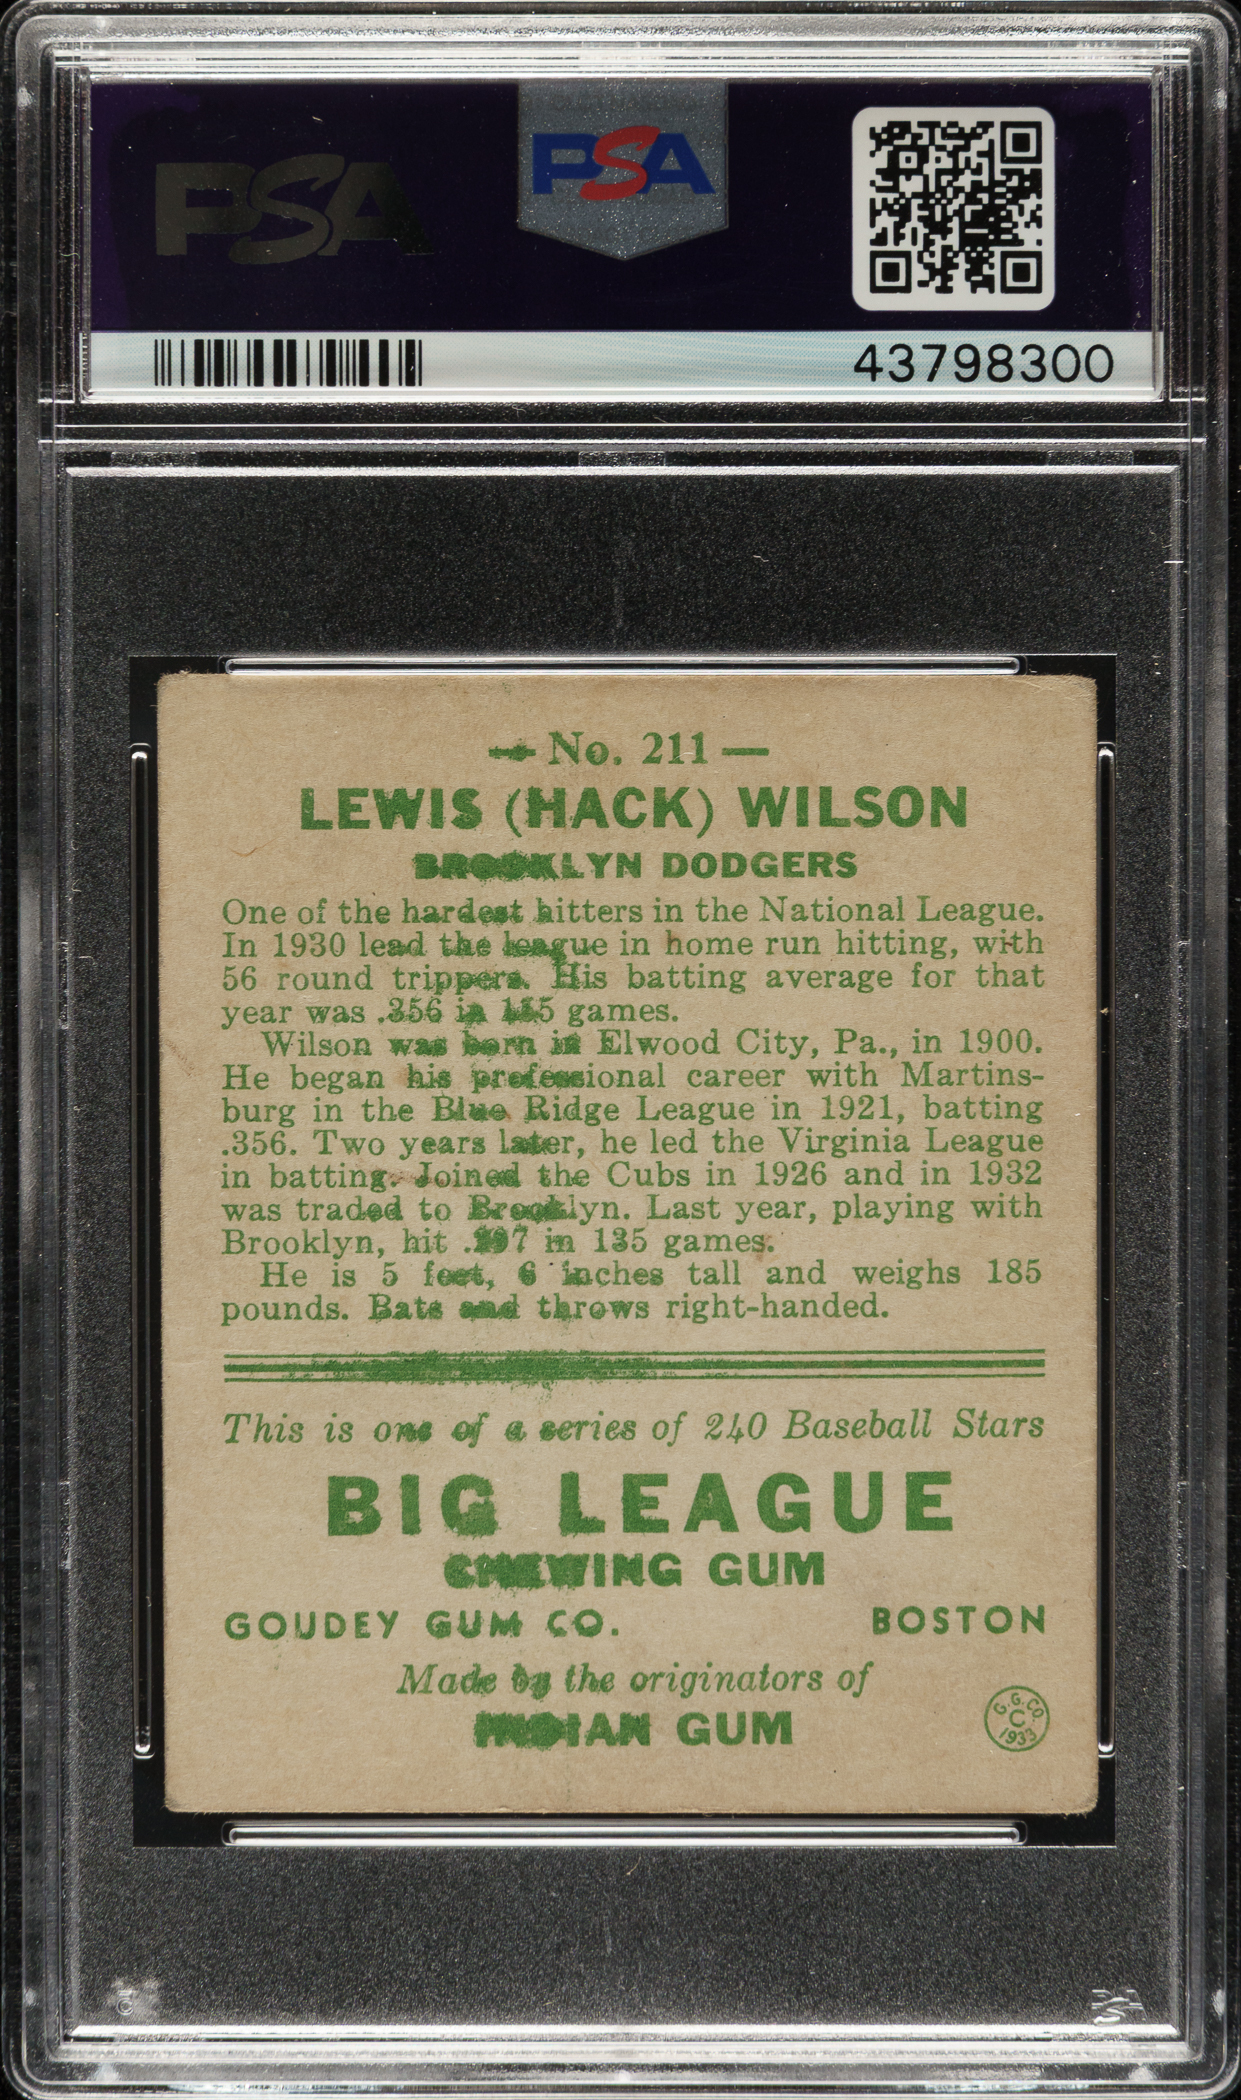 PSA
PSA
43798300
— No. 211 —
LEWIS (HACK) WILSON
BROOKLYN DODGERS
One of the hardest hitters in the National League.
In 1930 lead the league in home run hitting, with
56 round trippers. His batting average for that
year was .356 in 155 games.
Wilson was born in Elwood City, Pa., in 1900.
He began his professional career with Martins-
burg in the Blue Ridge League in 1921, batting
.356. Two years later, he led the Virginia League
in batting. Joined the Cubs in 1926 and in 1932
was traded to Brooklyn. Last year, playing with
Brooklyn, hit .297 in 135 games.
He is 5 feet, 6 inches tall and weighs 185
pounds. Bats and throws right-handed.
This is one of a series of 240 Baseball Stars
BIG LEAGUE
CHEWING GUM
GOUDEY GUM CO. BOSTON
Made by the originators of
INDIAN GUM
G.G.CO.
C
1933